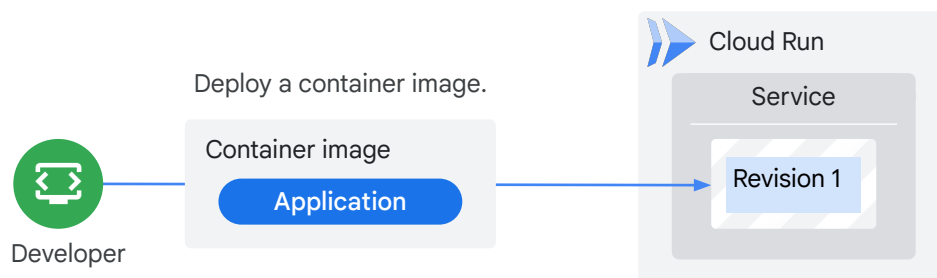 Cloud Run
Deploy a container image.
Service
Container image
Revision 1
Application
Developer